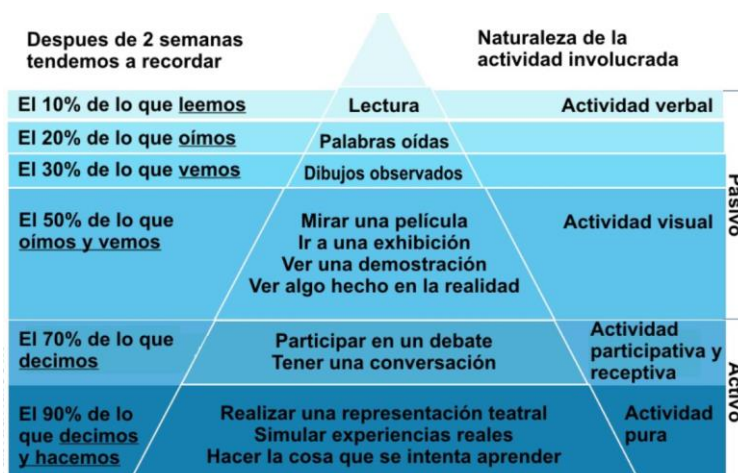 Despues de 2 semanas
tendemos a recordar
Naturaleza de la
actividad involucrada
El 10% de lo que leemos
Lectura
Actividad verbal
El 20% de lo que oímos
Palabras oídas
El 30% de lo que vemos
Dibujos observados
El 50% de lo que
oímos y vemos
Mirar una película
Ir a una exhibición
Ver una demostración
Ver algo hecho en la realidad
Actividad visual
Pasivo
El 70% de lo que
decimos
Participar en un debate
Tener una conversación
Actividad
participativa y
receptiva
El 90% de lo
que decimos
y hacemos
Realizar una representación teatral
Simular experiencias reales
Hacer la cosa que se intenta aprender
Actividad
pura
Activo